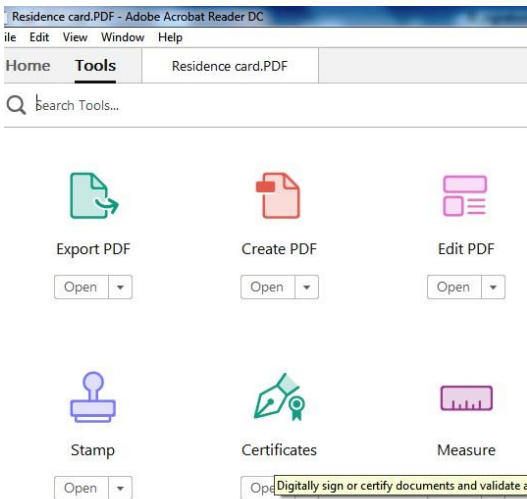 Residence card.PDF - Adobe Acrobat Reader DC
ile Edit View Window Help
Home Tools Residence card.PDF
Search Tools...
Export PDF Create PDF Edit PDF
Open Open Open
Stamp Certificates Measure
Open Ope Digitally sign or certify documents and validate a